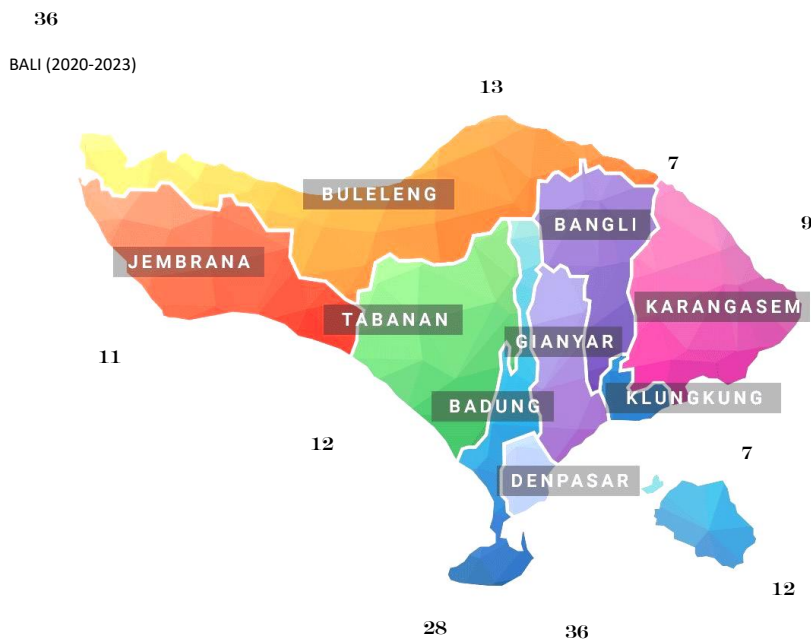 36
BALI (2020-2023)
13
7
BULELENG
BANGLI
9
JEMBRANA
KARANGASEM
TABANAN
GIANYAR
11
KLUNGKUNG
BADUNG
12
7
DENPASAR
12
28
36